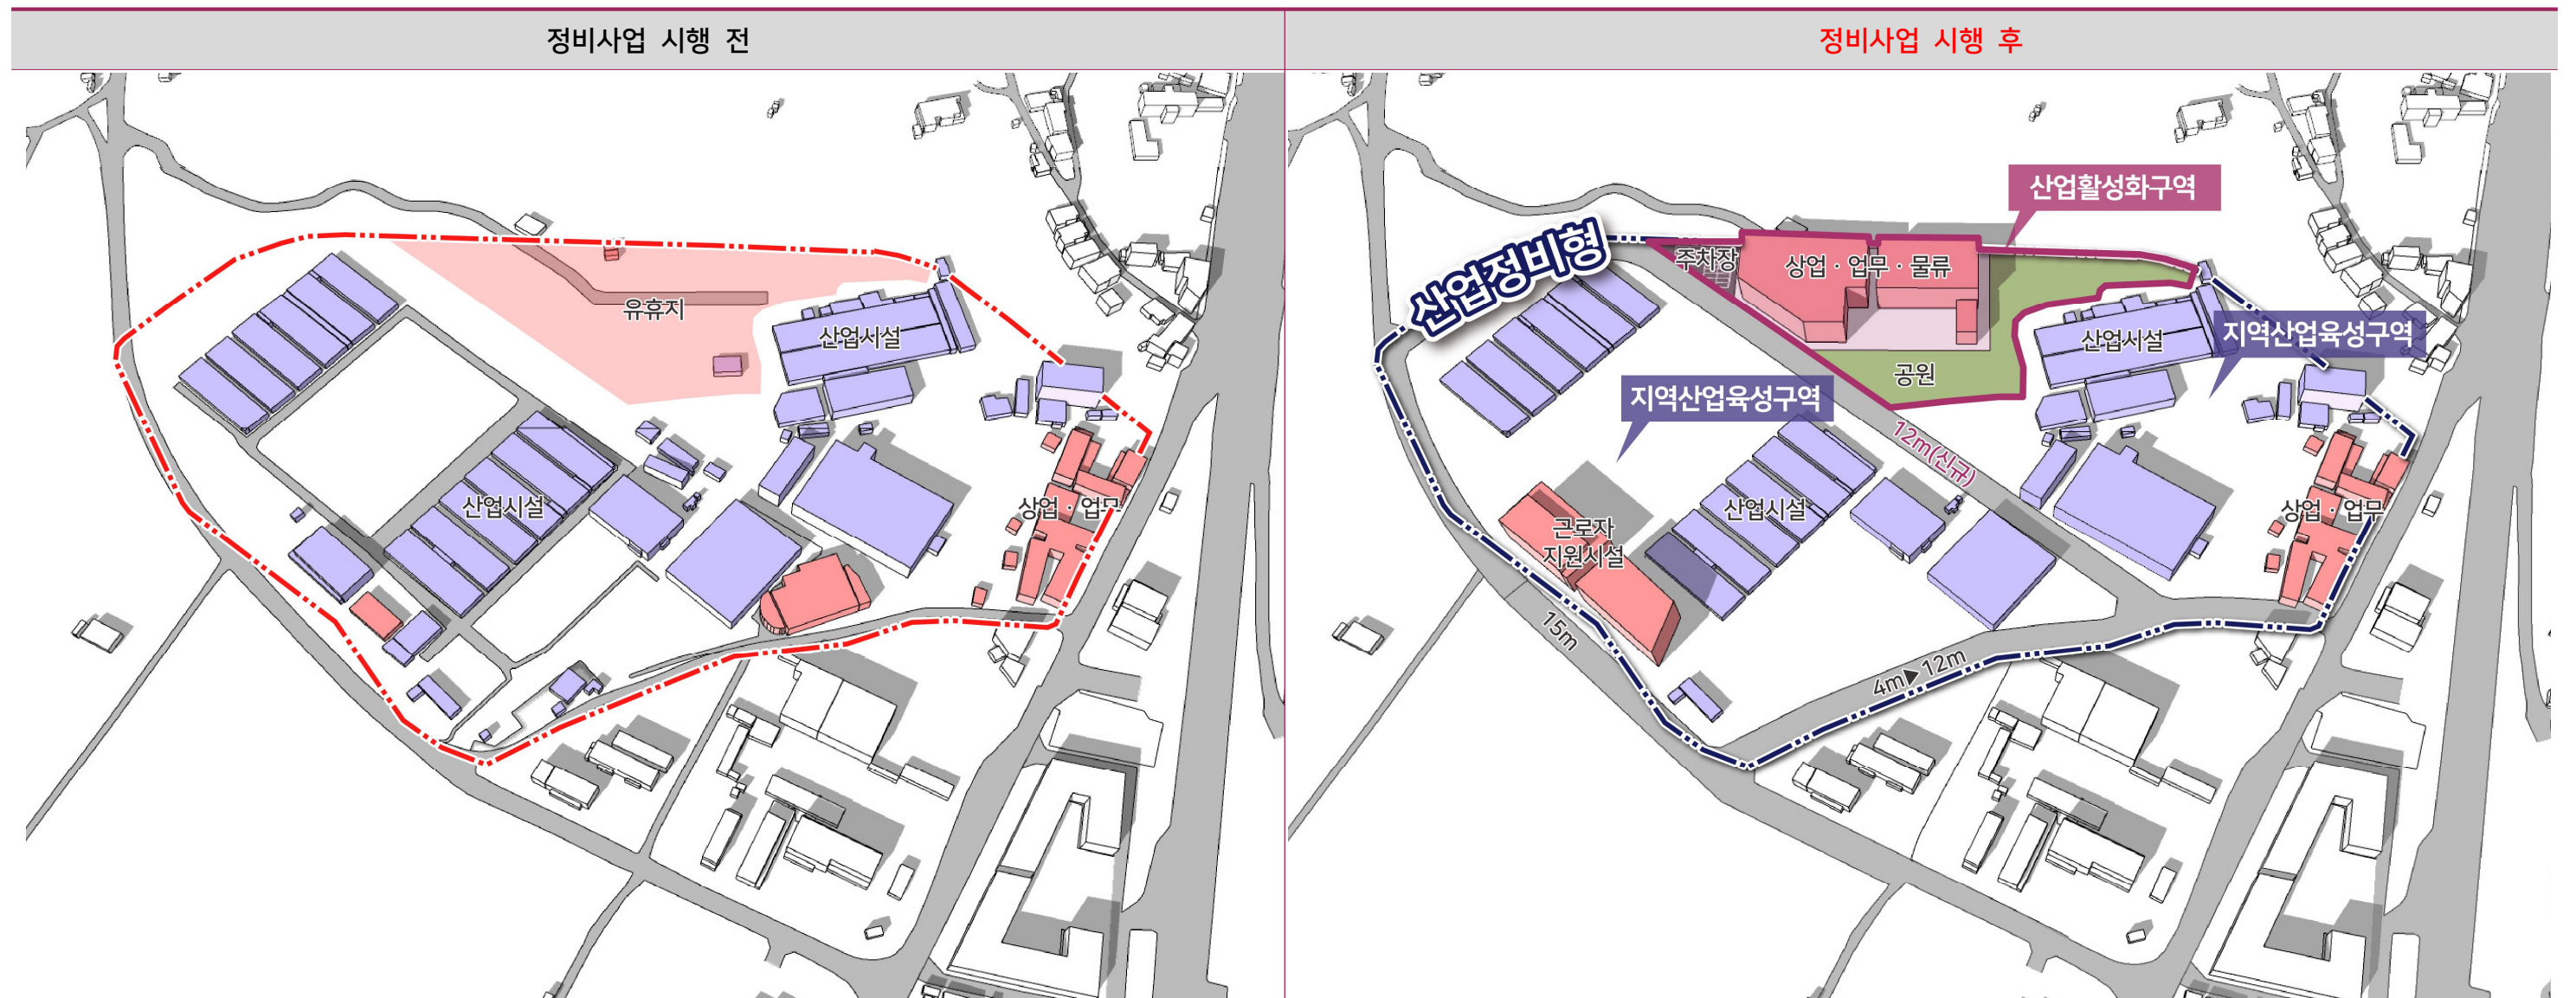 정비사업 시행 전
정비사업 시행 후
유휴지
산업시설
산업시설
상업 · 업무
산업활성화구역
산업정비형
주차장
상업 · 업무 · 물류
산업시설
지역산업육성구역
공원
지역산업육성구역
12m(신규)
산업시설
상업 · 업무
근로자
지원시설
15m
4m▶12m